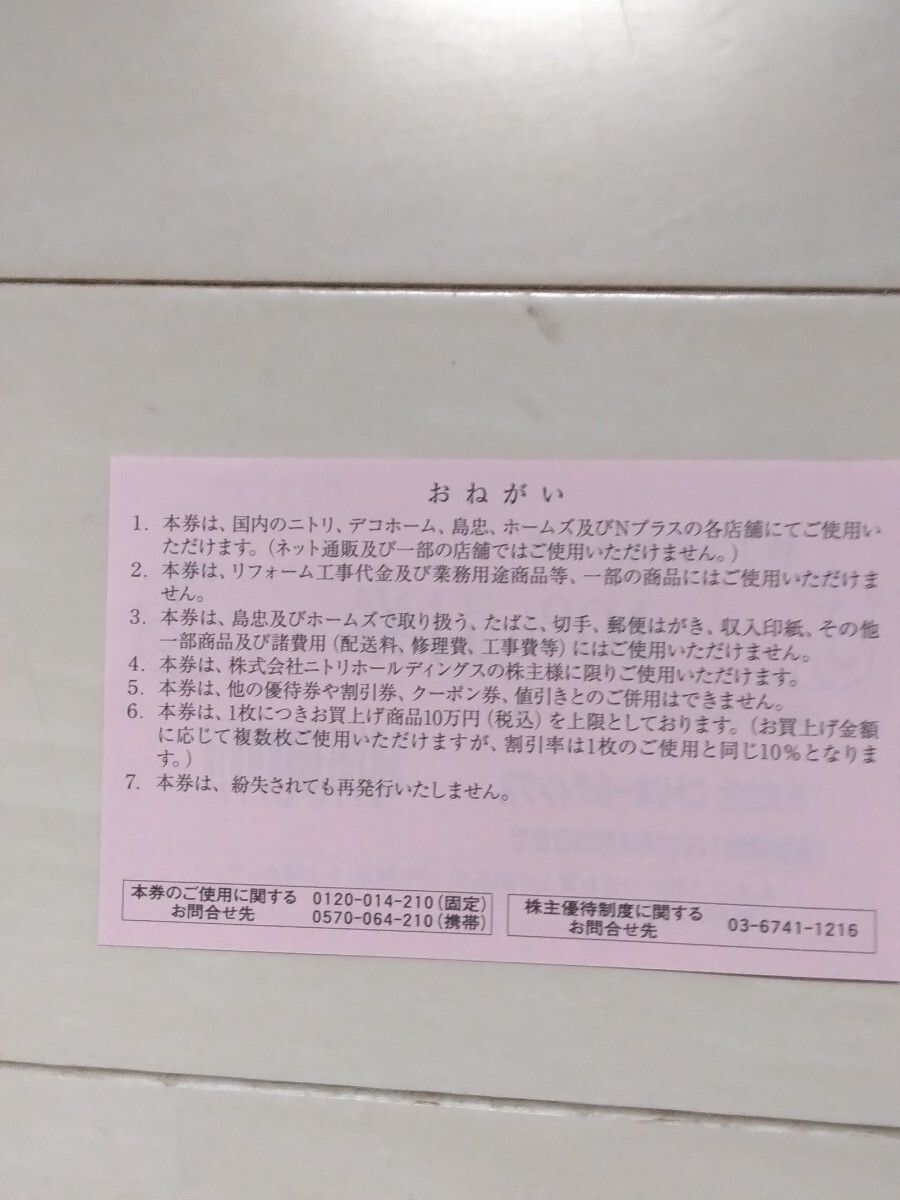 おねがい
1. 本券は、国内のニトリ、デコホーム、島忠、ホームズ及びNプラスの各店舗にてご使用い
ただけます。(ネット通販及び一部の店舗ではご使用いただけません。)
2. 本券は、リフォーム工事代金及び業務用途商品等、一部の商品にはご使用いただけま
せん。
3. 本券は、島忠及びホームズで取り扱う、たばこ、切手、郵便はがき、収入印紙、その他
一部商品及び諸費用(配送料、修理費、工事費等)にはご使用いただけません。
4. 本券は、株式会社ニトリホールディングスの株主様に限りご使用いただけます。
5. 本券は、他の優待券や割引券、クーポン券、値引きとのご併用はできません。
6. 本券は、1枚につきお買上げ商品10万円(税込)を上限としております。(お買上げ金額
に応じて複数枚ご使用いただけますが、割引率は1枚のご使用と同じ10%となりま
す。)
7. 本券は、紛失されても再発行いたしません。
本券のご使用に関する
お問合せ先
0120-014-210(固定)
0570-064-210(携帯)
株主優待制度に関する
お問合せ先
03-6741-1216